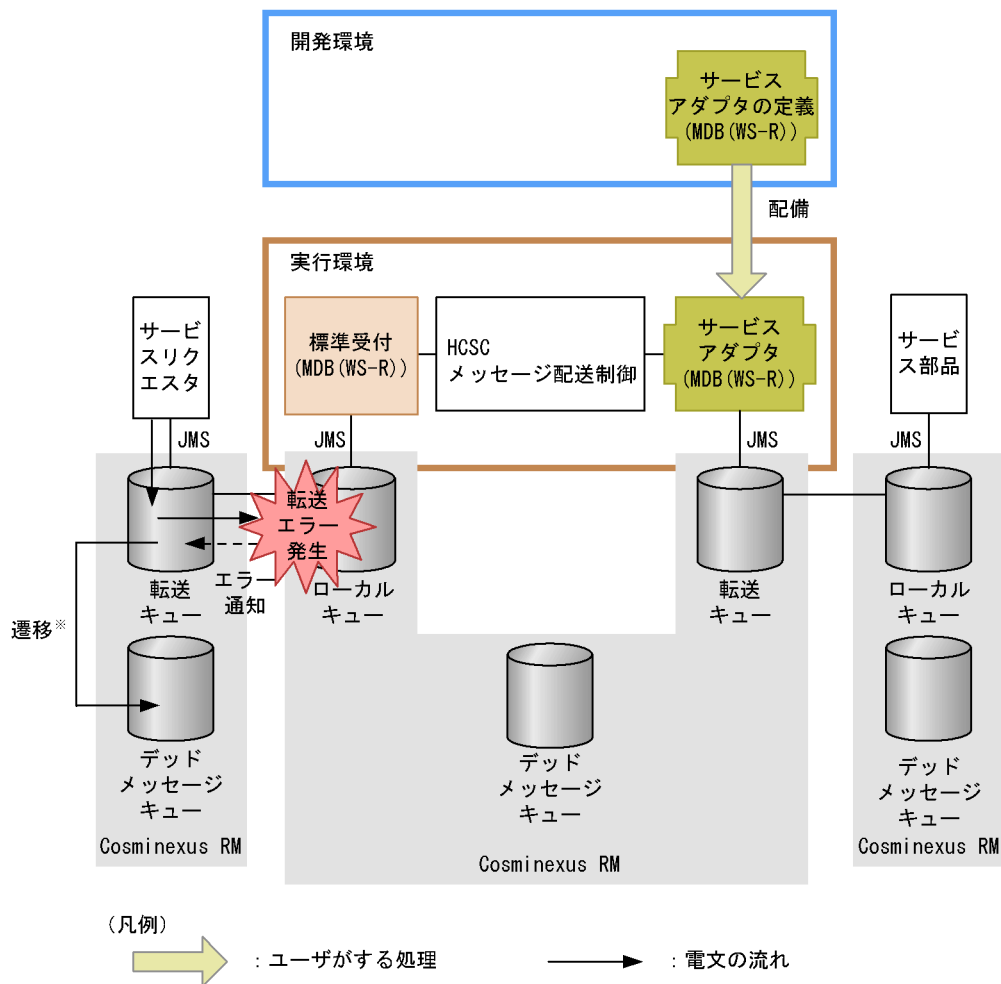 開発環境
サービス
アダプタの定義
(MDB(WS-R))
配備
実行環境
サービ
スリク
エスタ
標準受付
(MDB(WS-R))
HCSC
メッセージ配送制御
サービス
アダプタ
(MDB(WS-R))
サービ
ス部品
JMS
JMS
JMS
JMS
転送
エラー
発生
エラー
通知
転送
キュー
ローカル
キュー
転送
キュー
ローカル
キュー
遷移※
デッド
メッセージ
キュー
デッド
メッセージ
キュー
デッド
メッセージ
キュー
Cosminexus RM
Cosminexus RM
Cosminexus RM
(凡例)
:ユーザがする処理
:電文の流れ